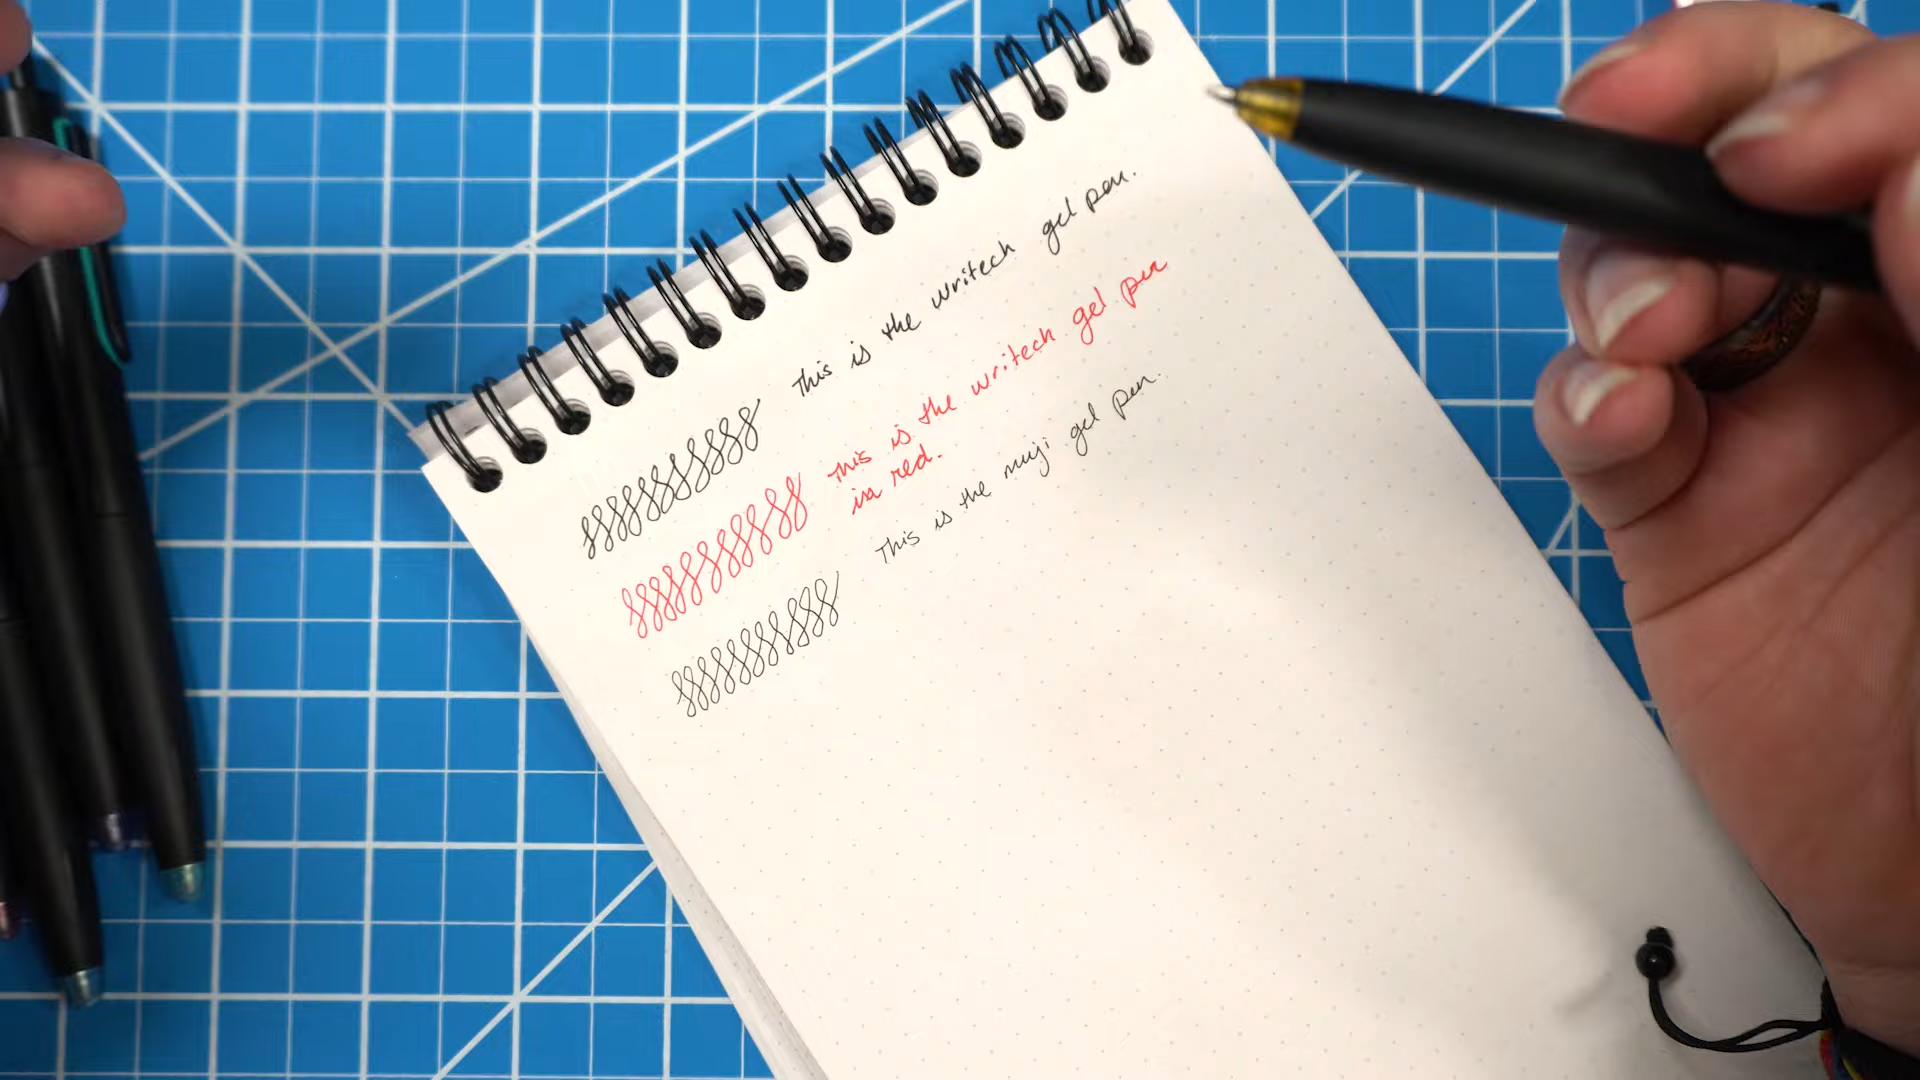 This is the writech gel pen.
This is the writech gel pen
in red.
This is the muji gel pen.